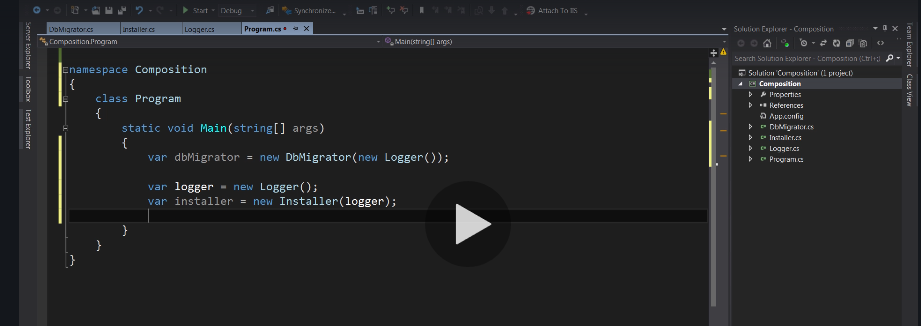 Start Debug Synchronize... Attach To IIS
DbMigrator.cs Installer.cs Logger.cs Program.cs*
Composition.Program Main(string[] args)
namespace Composition
{
class Program
{
static void Main(string[] args)
{
var dbMigrator = new DbMigrator(new Logger());
var logger = new Logger();
var installer = new Installer(logger);
}
}
}
Server Explorer
Toolbox
Test Explorer
Solution Explorer - Composition
Search Solution Explorer - Composition (Ctrl+;)
Solution 'Composition' (1 project)
Composition
Properties
References
App.config
DbMigrator.cs
Installer.cs
Logger.cs
Program.cs
Team Explorer
Class View